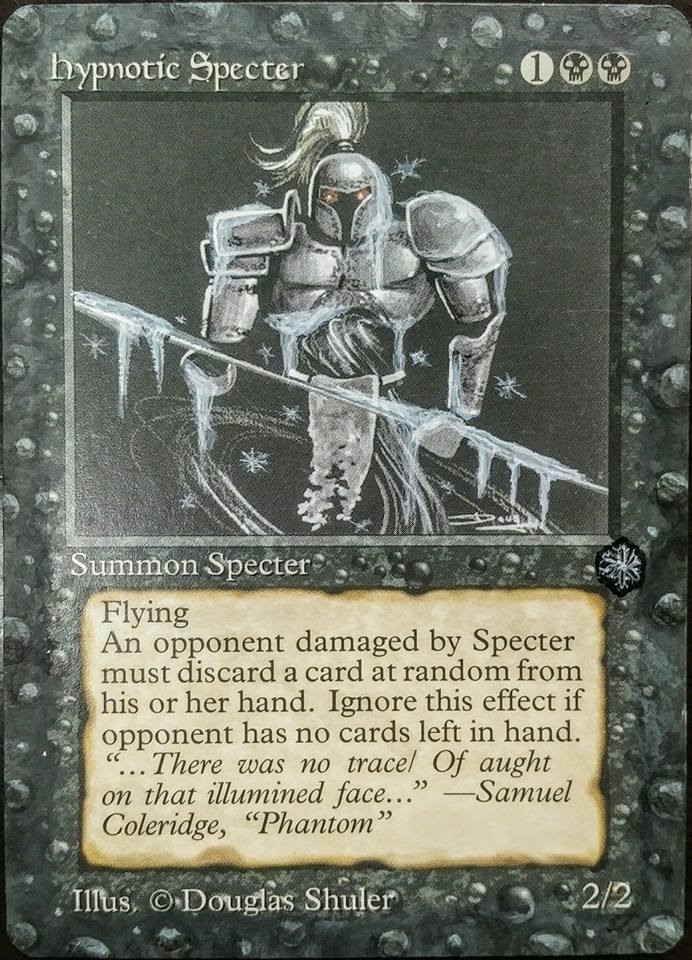 Hypnotic Specter
1
Summon Specter
Flying
An opponent damaged by Specter
must discard a card at random from
his or her hand. Ignore this effect if
opponent has no cards left in hand.
“...There was no trace/ Of aught
on that illumined face...” —Samuel
Coleridge, “Phantom”
Illus. © Douglas Shuler
2/2